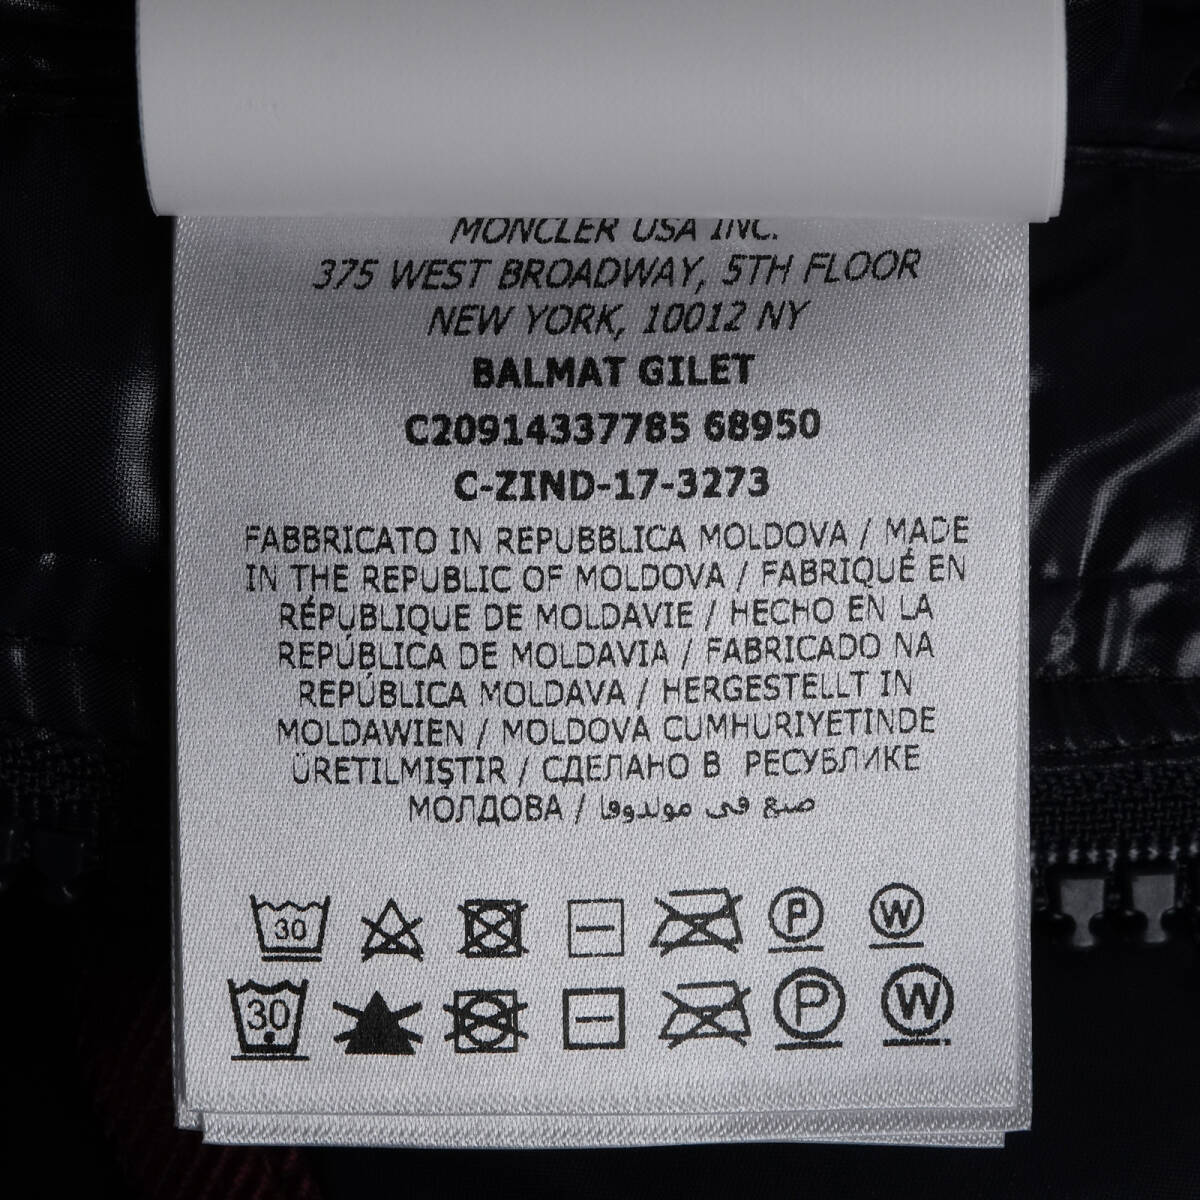 MONCLER USA INC.
375 WEST BROADWAY, 5TH FLOOR
NEW YORK, 10012 NY
BALMAT GILET
C20914337785 68950
C-ZIND-17-3273
FABBRICATO IN REPUBBLICA MOLDOVA / MADE
IN THE REPUBLIC OF MOLDOVA / FABRIQUÉ EN
RÉPUBLIQUE DE MOLDAVIE / HECHO EN LA
REPÚBLICA DE MOLDAVIA / FABRICADO NA
REPÚBLICA MOLDAVA / HERGESTELLT IN
MOLDAWIEN / MOLDOVA CUMHURIYETINDE
ÜRETILMIŞTIR / СДЕЛАНО В РЕСУБЛИКЕ
МОЛДОВА / صنع في مولدوفا
30 P W
30 P W